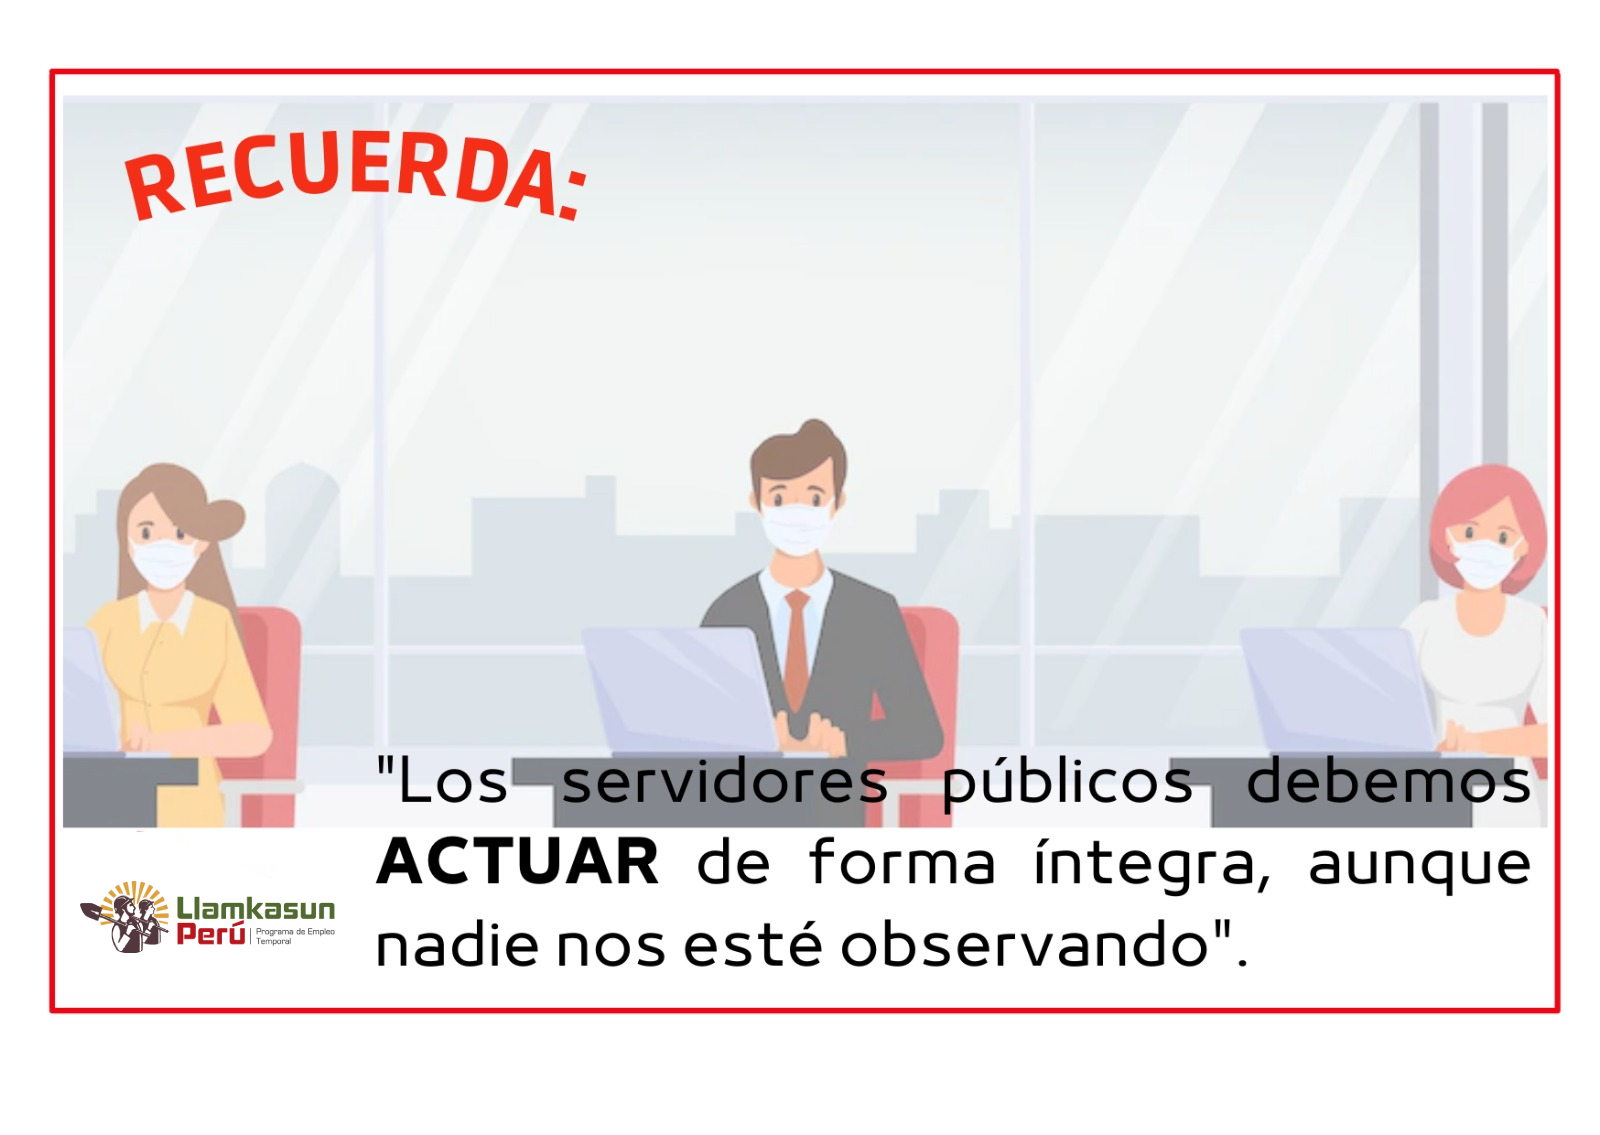 RECUERDA:
"Los servidores públicos debemos
ACTUAR de forma íntegra, aunque
nadie nos esté observando".
Llamkasun
Perú
Programa de Empleo
Temporal